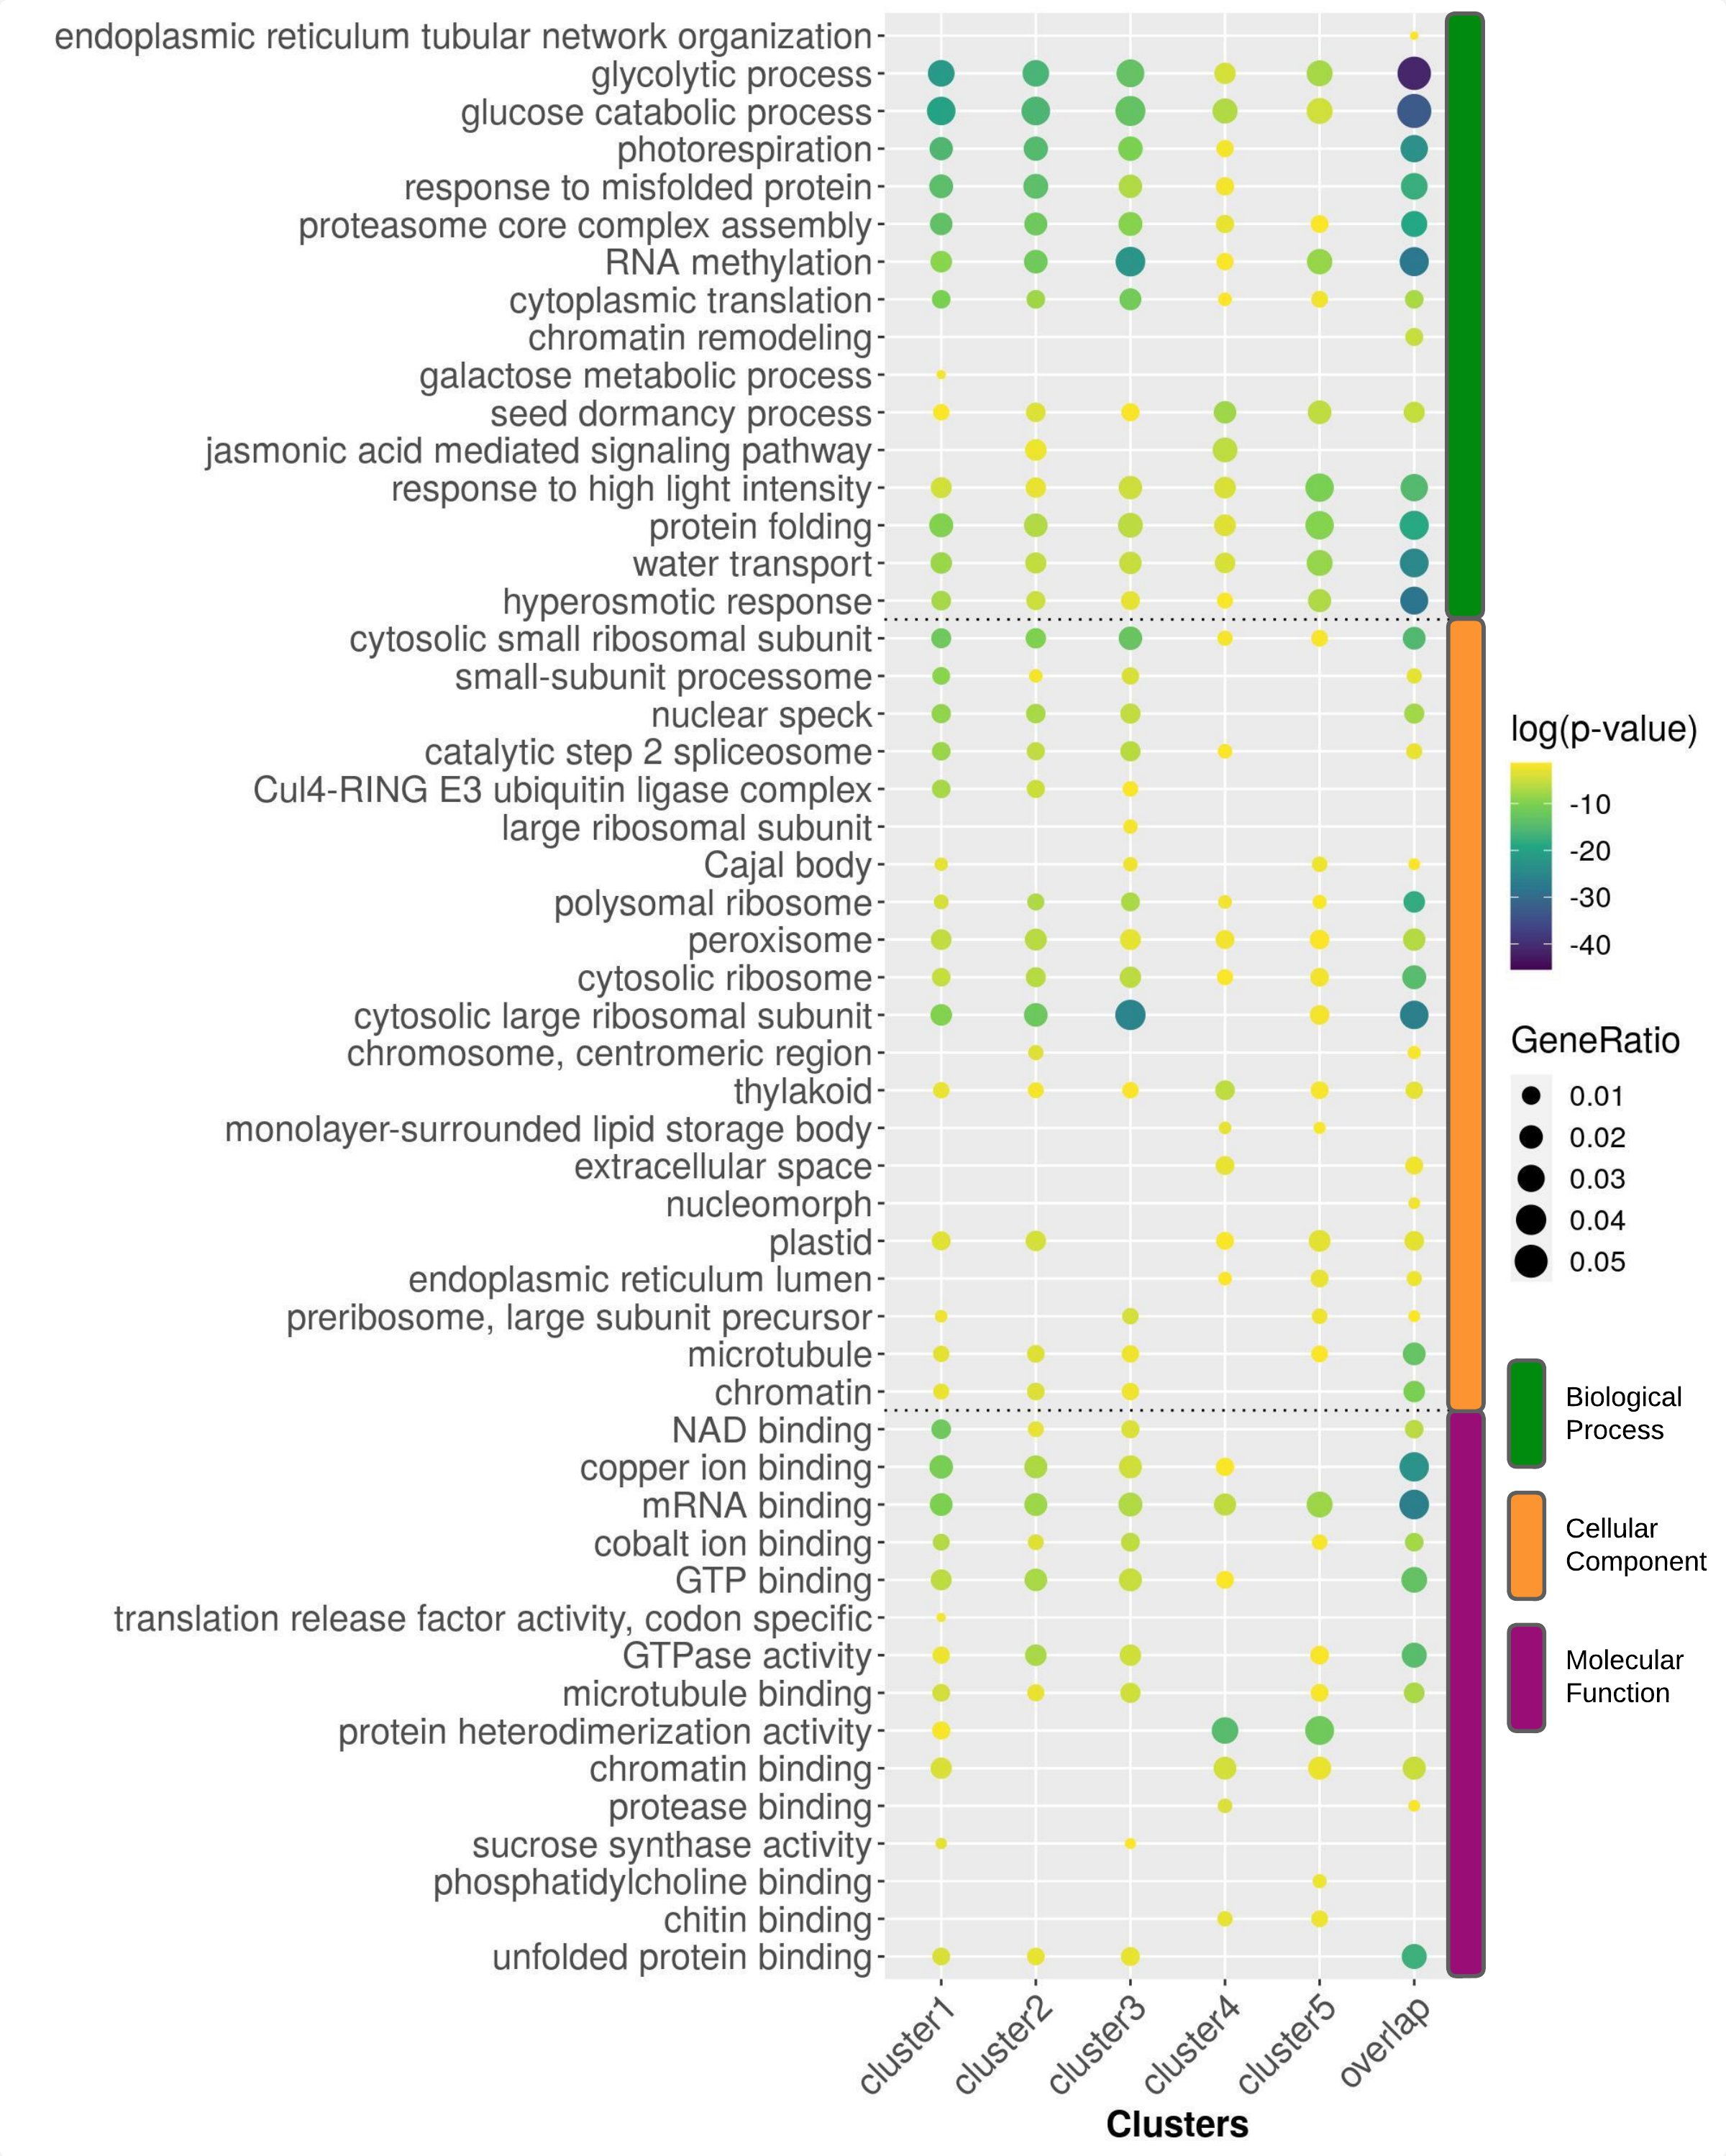 endoplasmic reticulum tubular network organization
glycolytic process
glucose catabolic process
photorespiration
response to misfolded protein
proteasome core complex assembly
RNA methylation
cytoplasmic translation
chromatin remodeling
galactose metabolic process
seed dormancy process
jasmonic acid mediated signaling pathway
response to high light intensity
protein folding
water transport
hyperosmotic response
cytosolic small ribosomal subunit
small-subunit processome
nuclear speck
catalytic step 2 spliceosome
Cul4-RING E3 ubiquitin ligase complex
large ribosomal subunit
Cajal body
polysomal ribosome
peroxisome
cytosolic ribosome
cytosolic large ribosomal subunit
chromosome, centromeric region
thylakoid
monolayer-surrounded lipid storage body
extracellular space
nucleomorph
plastid
endoplasmic reticulum lumen
preribosome, large subunit precursor
microtubule
chromatin
NAD binding
copper ion binding
mRNA binding
cobalt ion binding
GTP binding
translation release factor activity, codon specific
GTPase activity
microtubule binding
protein heterodimerization activity
chromatin binding
protease binding
sucrose synthase activity
phosphatidylcholine binding
chitin binding
unfolded protein binding
cluster1
cluster2
cluster3
cluster4
cluster5
overlap
Clusters
log(p-value)
-10
-20
-30
-40
GeneRatio
0.01
0.02
0.03
0.04
0.05
Biological
Process
Cellular
Component
Molecular
Function